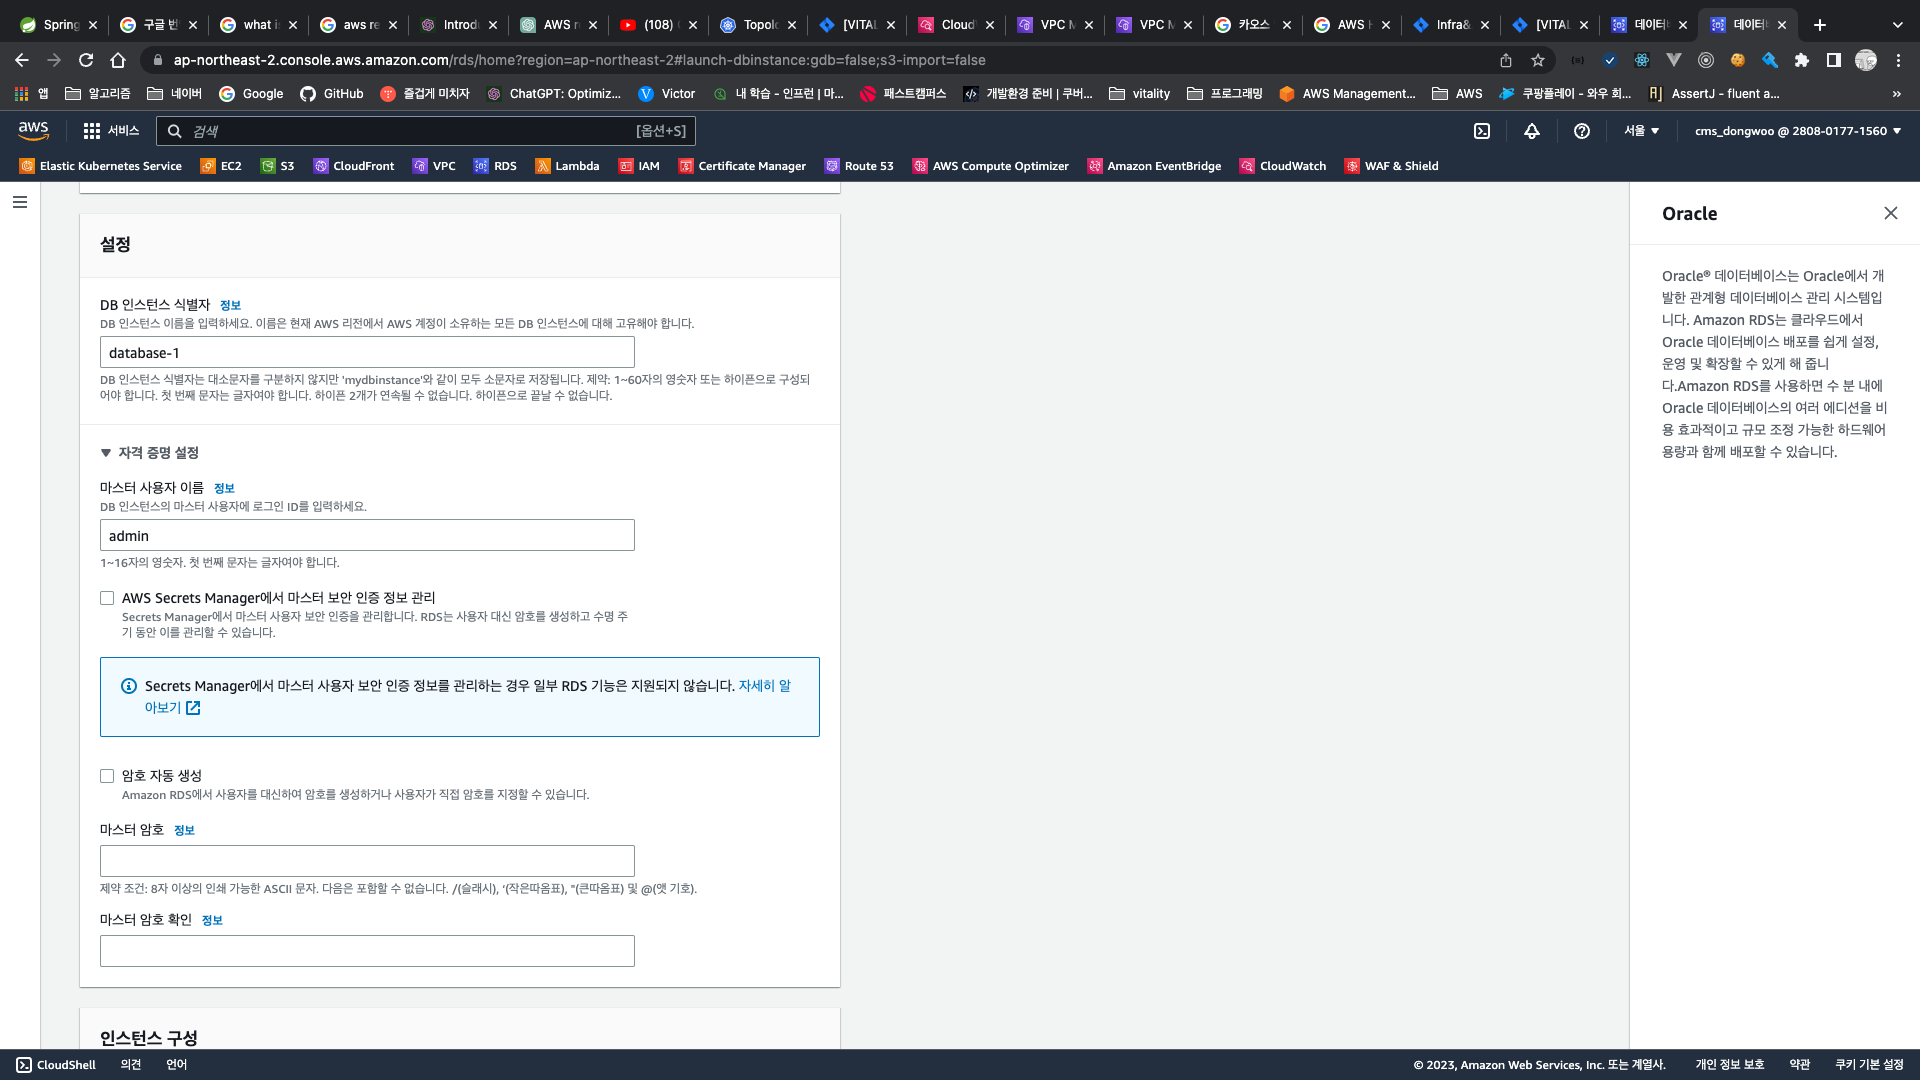 Spring
구글 번
what is
aws re
Introdu
AWS r
(108)
Topolo
[VITAL
Cloud
VPC M
VPC M
카오스
AWS H
Infra&
[VITAL
데이터
데이터
ap-northeast-2.console.aws.amazon.com/rds/home?region=ap-northeast-2#launch-dbinstance:gdb=false;s3-import=false
앱
알고리즘
네이버
Google
GitHub
즐겁게 미치자
ChatGPT: Optimiz...
Victor
내 학습 - 인프런 | 마...
패스트캠퍼스
개발환경 준비 | 쿠버...
vitality
프로그래밍
AWS Management...
AWS
쿠팡플레이 - 와우 회...
AssertJ - fluent a...
»
aws
서비스
검색
[옵션+S]
서울 ▼
cms_dongwoo @ 2808-0177-1560 ▼
Elastic Kubernetes Service
EC2
S3
CloudFront
VPC
RDS
Lambda
IAM
Certificate Manager
Route 53
AWS Compute Optimizer
Amazon EventBridge
CloudWatch
WAF & Shield
설정
DB 인스턴스 식별자 정보
DB 인스턴스 이름을 입력하세요. 이름은 현재 AWS 리전에서 AWS 계정이 소유하는 모든 DB 인스턴스에 대해 고유해야 합니다.
database-1
DB 인스턴스 식별자는 대소문자를 구분하지 않지만 'mydbinstance'와 같이 모두 소문자로 저장됩니다. 제약: 1~60자의 영숫자 또는 하이픈으로 구성되
어야 합니다. 첫 번째 문자는 글자여야 합니다. 하이픈 2개가 연속될 수 없습니다. 하이픈으로 끝날 수 없습니다.
▼ 자격 증명 설정
마스터 사용자 이름 정보
DB 인스턴스의 마스터 사용자에 로그인 ID를 입력하세요.
admin
1~16자의 영숫자. 첫 번째 문자는 글자여야 합니다.
AWS Secrets Manager에서 마스터 보안 인증 정보 관리
Secrets Manager에서 마스터 사용자 보안 인증을 관리합니다. RDS는 사용자 대신 암호를 생성하고 수명 주
기 동안 이를 관리할 수 있습니다.
Secrets Manager에서 마스터 사용자 보안 인증 정보를 관리하는 경우 일부 RDS 기능은 지원되지 않습니다. 자세히 알
아보기
암호 자동 생성
Amazon RDS에서 사용자를 대신하여 암호를 생성하거나 사용자가 직접 암호를 지정할 수 있습니다.
마스터 암호 정보
제약 조건: 8자 이상의 인쇄 가능한 ASCII 문자. 다음은 포함할 수 없습니다. /(슬래시), '(작은따옴표), "(큰따옴표) 및 @(앳 기호).
마스터 암호 확인 정보
인스턴스 구성
Oracle
Oracle® 데이터베이스는 Oracle에서 개
발한 관계형 데이터베이스 관리 시스템입
니다. Amazon RDS는 클라우드에서
Oracle 데이터베이스 배포를 쉽게 설정,
운영 및 확장할 수 있게 해 줍니
다.Amazon RDS를 사용하면 수 분 내에
Oracle 데이터베이스의 여러 에디션을 비
용 효과적이고 규모 조정 가능한 하드웨어
용량과 함께 배포할 수 있습니다.
CloudShell
의견
언어
© 2023, Amazon Web Services, Inc. 또는 계열사.
개인 정보 보호
약관
쿠키 기본 설정